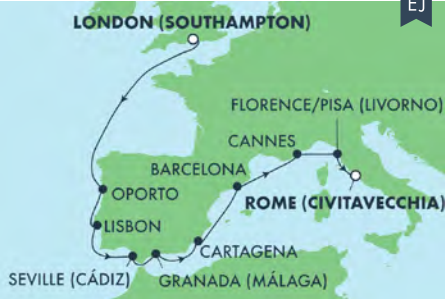 EJ
LONDON (SOUTHAMPTON)
FLORENCE/PISA (LIVORNO)
CANNES
BARCELONA
OPORTO
ROME (CIVITAVECCHIA)
LISBON
CARTAGENA
SEVILLE (CÁDIZ)
GRANADA (MÁLAGA)